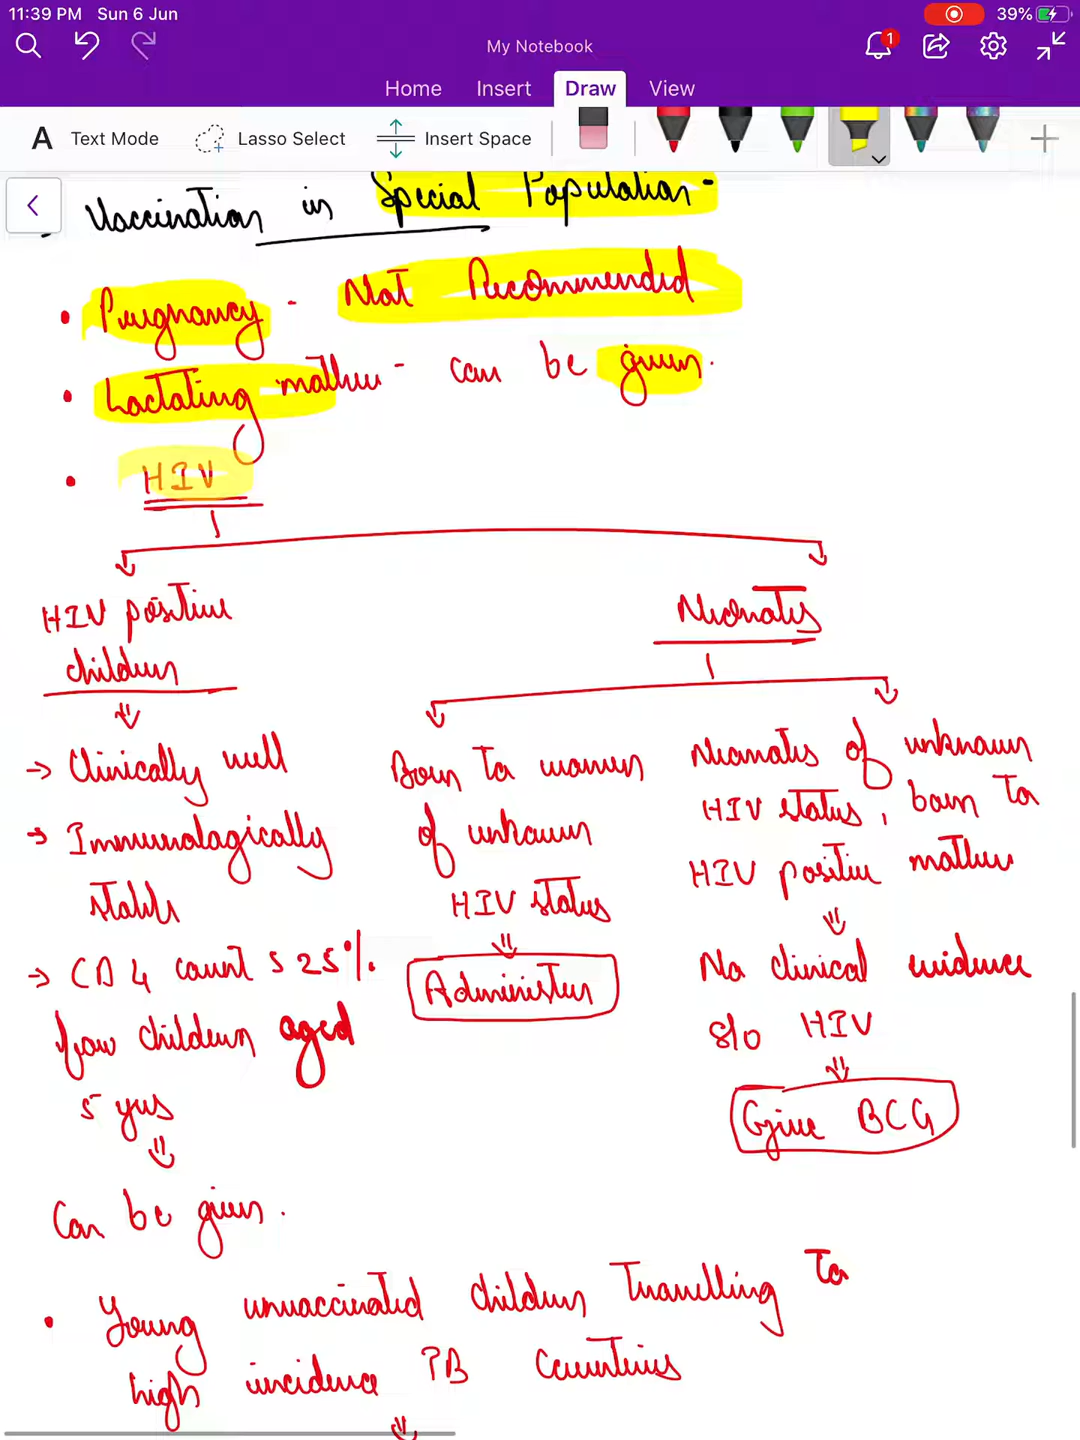 11:39 PM Sun 6 Jun 39%
My Notebook 1
Home Insert Draw View
A Text Mode Lasso Select Insert Space
Vaccination in Special Population -
• Pregnancy - Not Recommended
• Lactating mother - can be given.
• HIV
HIV positive
children
→ Clinically well
→ Immunologically
stable
→ CD4 count > 25%.
for children aged
5 yrs
Can be given.
Neonates
Born to women
of unknown
HIV status
Administer
Neonates of unknown
HIV status, born to
HIV positive mother
No clinical evidence
s/o HIV
Give BCG
• Young unvaccinated children Travelling to
high incidence TB Countries